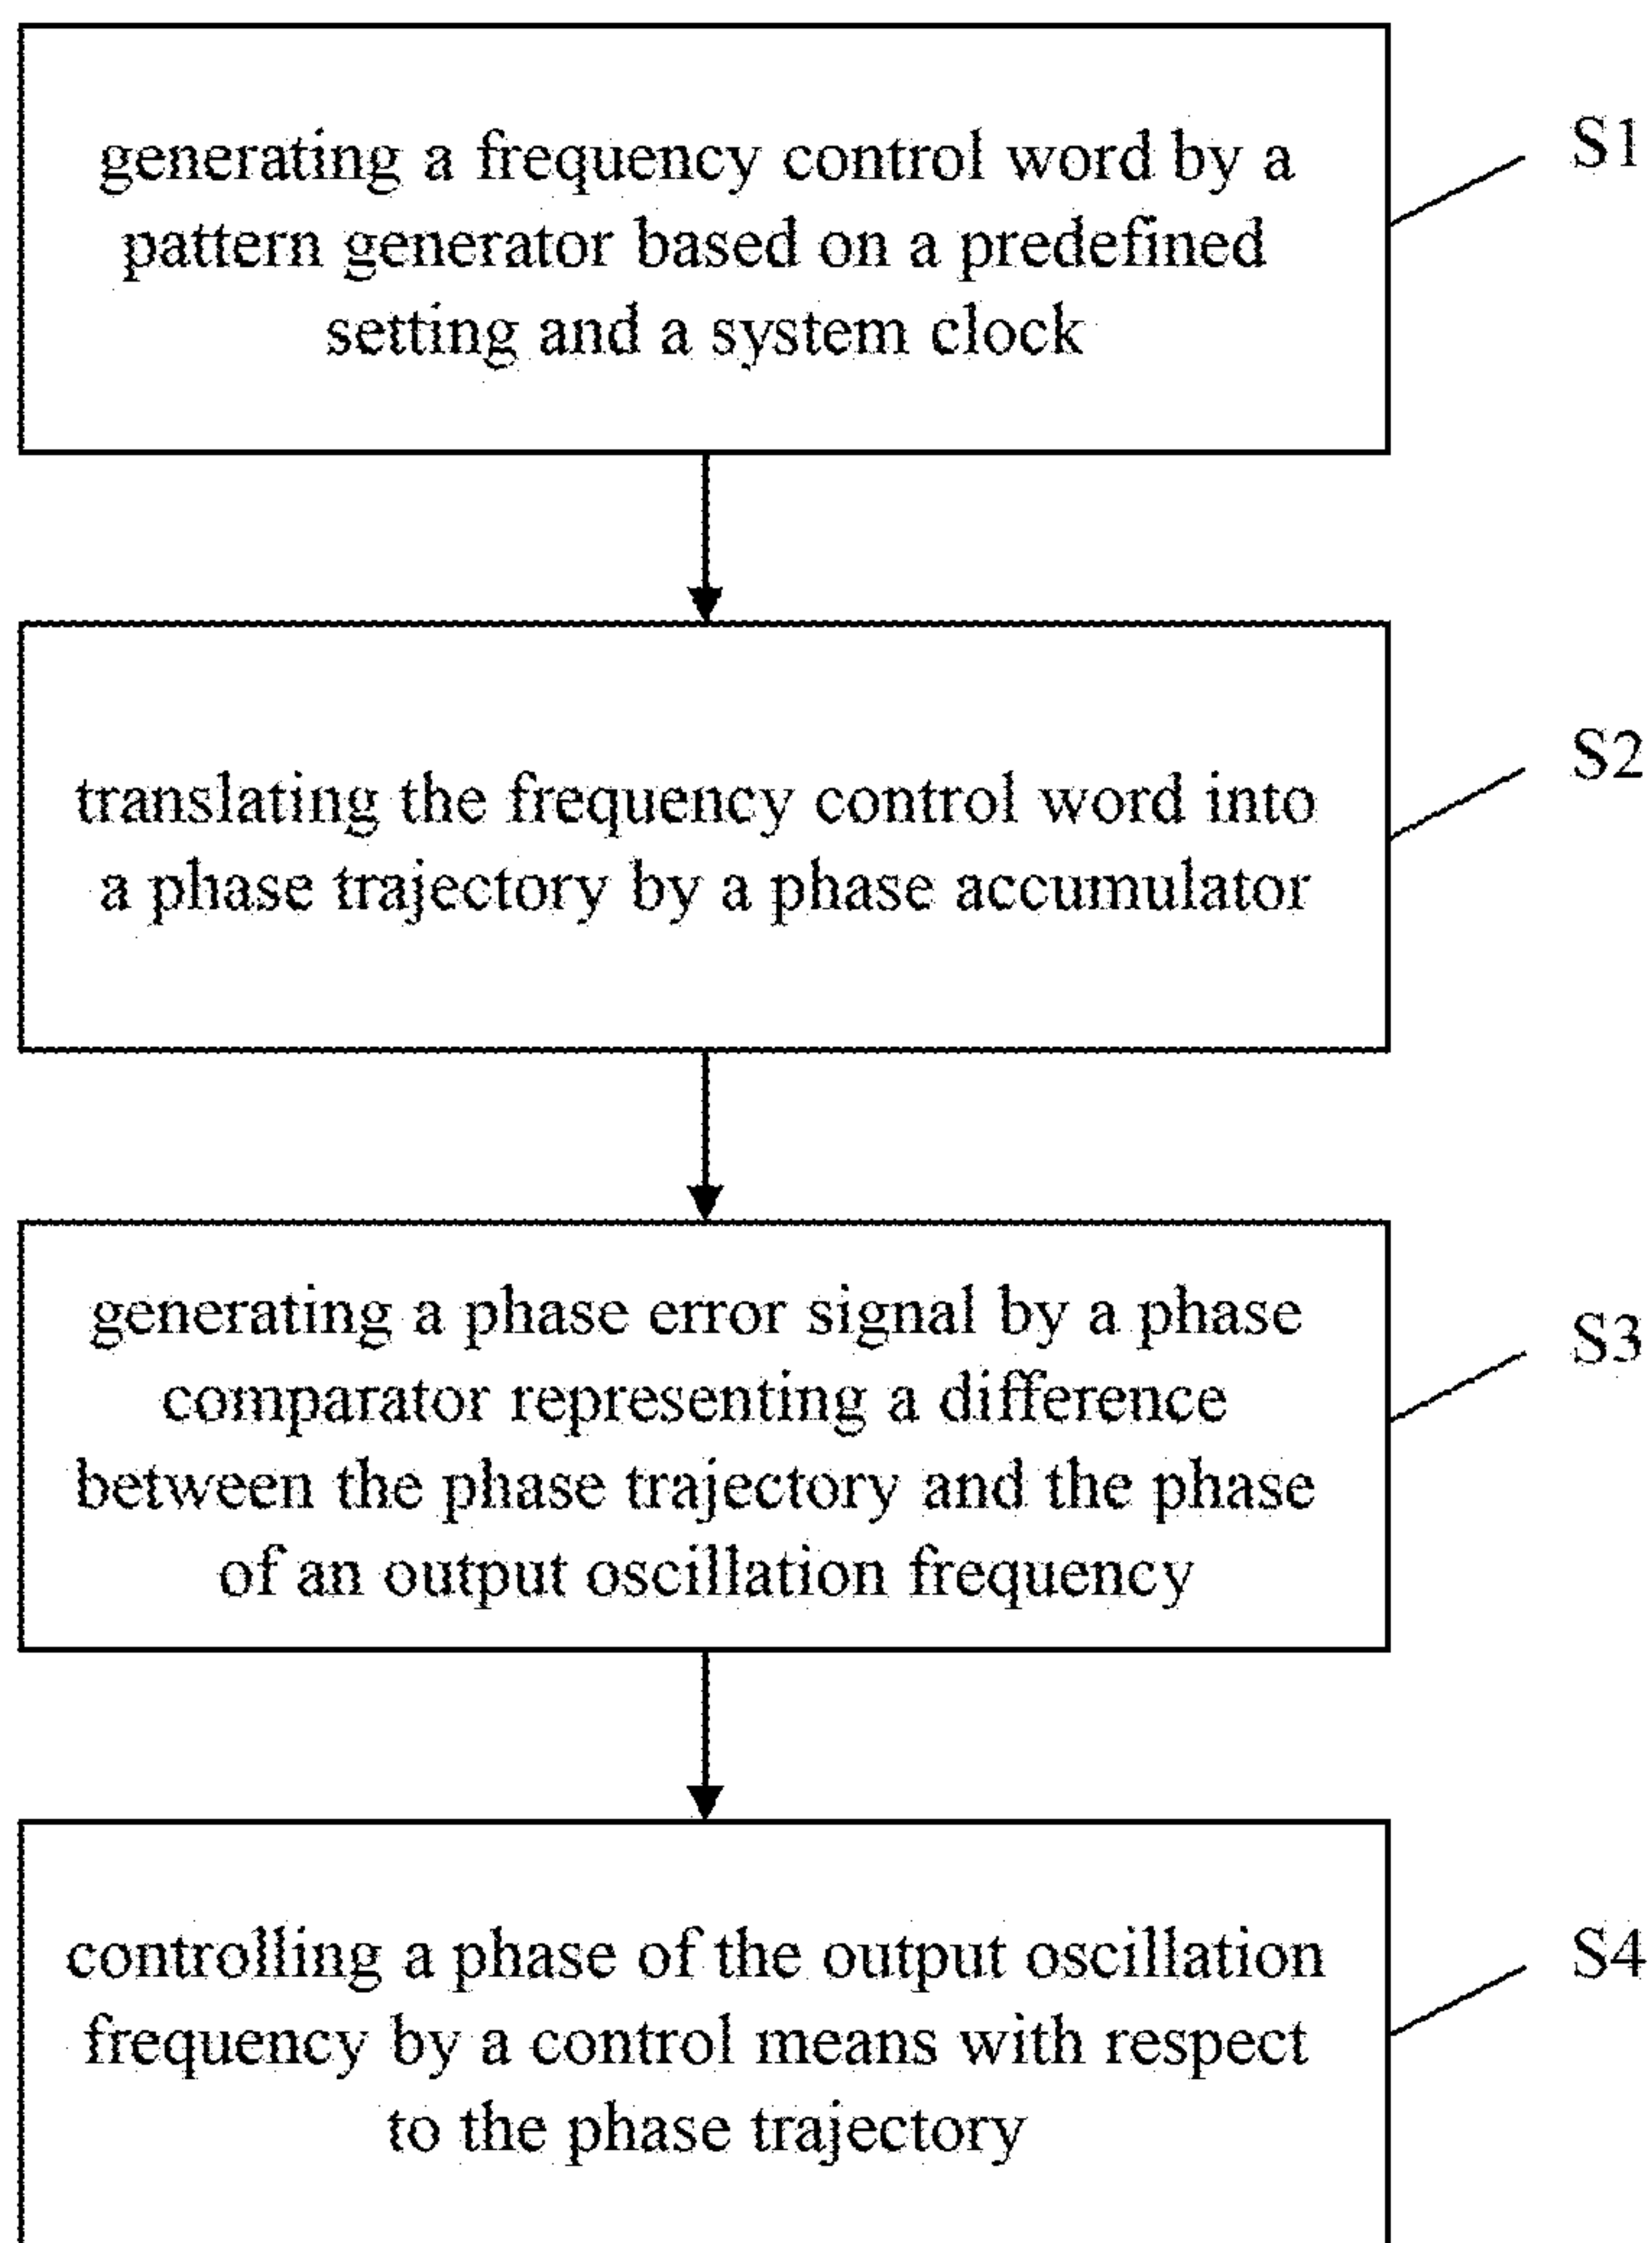 generating a frequency control word by a
pattern generator based on a predefined
setting and a system clock
S1
translating the frequency control word into
a phase trajectory by a phase accumulator
S2
generating a phase error signal by a phase
comparator representing a difference
between the phase trajectory and the phase
of an output oscillation frequency
S3
controlling a phase of the output oscillation
frequency by a control means with respect
to the phase trajectory
S4